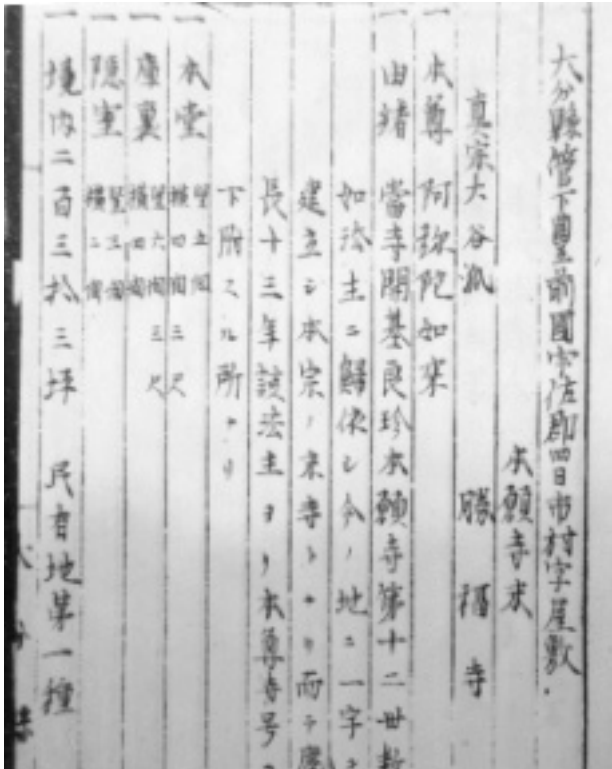 大分縣管下豊前國宇佐郡四日市村字屋敷
本願寺末
真宗大谷派 勝福寺
一本尊 阿弥陀如来
一由緒 當寺開基良珍本願寺第十二世教
如法主ニ歸依シ今ノ地ニ一宇ヲ
建立シ本宗ノ末寺トナリ而テ慶
長十三年該法主ヨリ本尊寺号ヲ
下附スル所ナリ
一本堂 竪五間 横四間三尺
一庫裏 竪六間三尺 横四間
一隠室 竪三間 横二間
一境内二百三拾三坪 民有地第一種